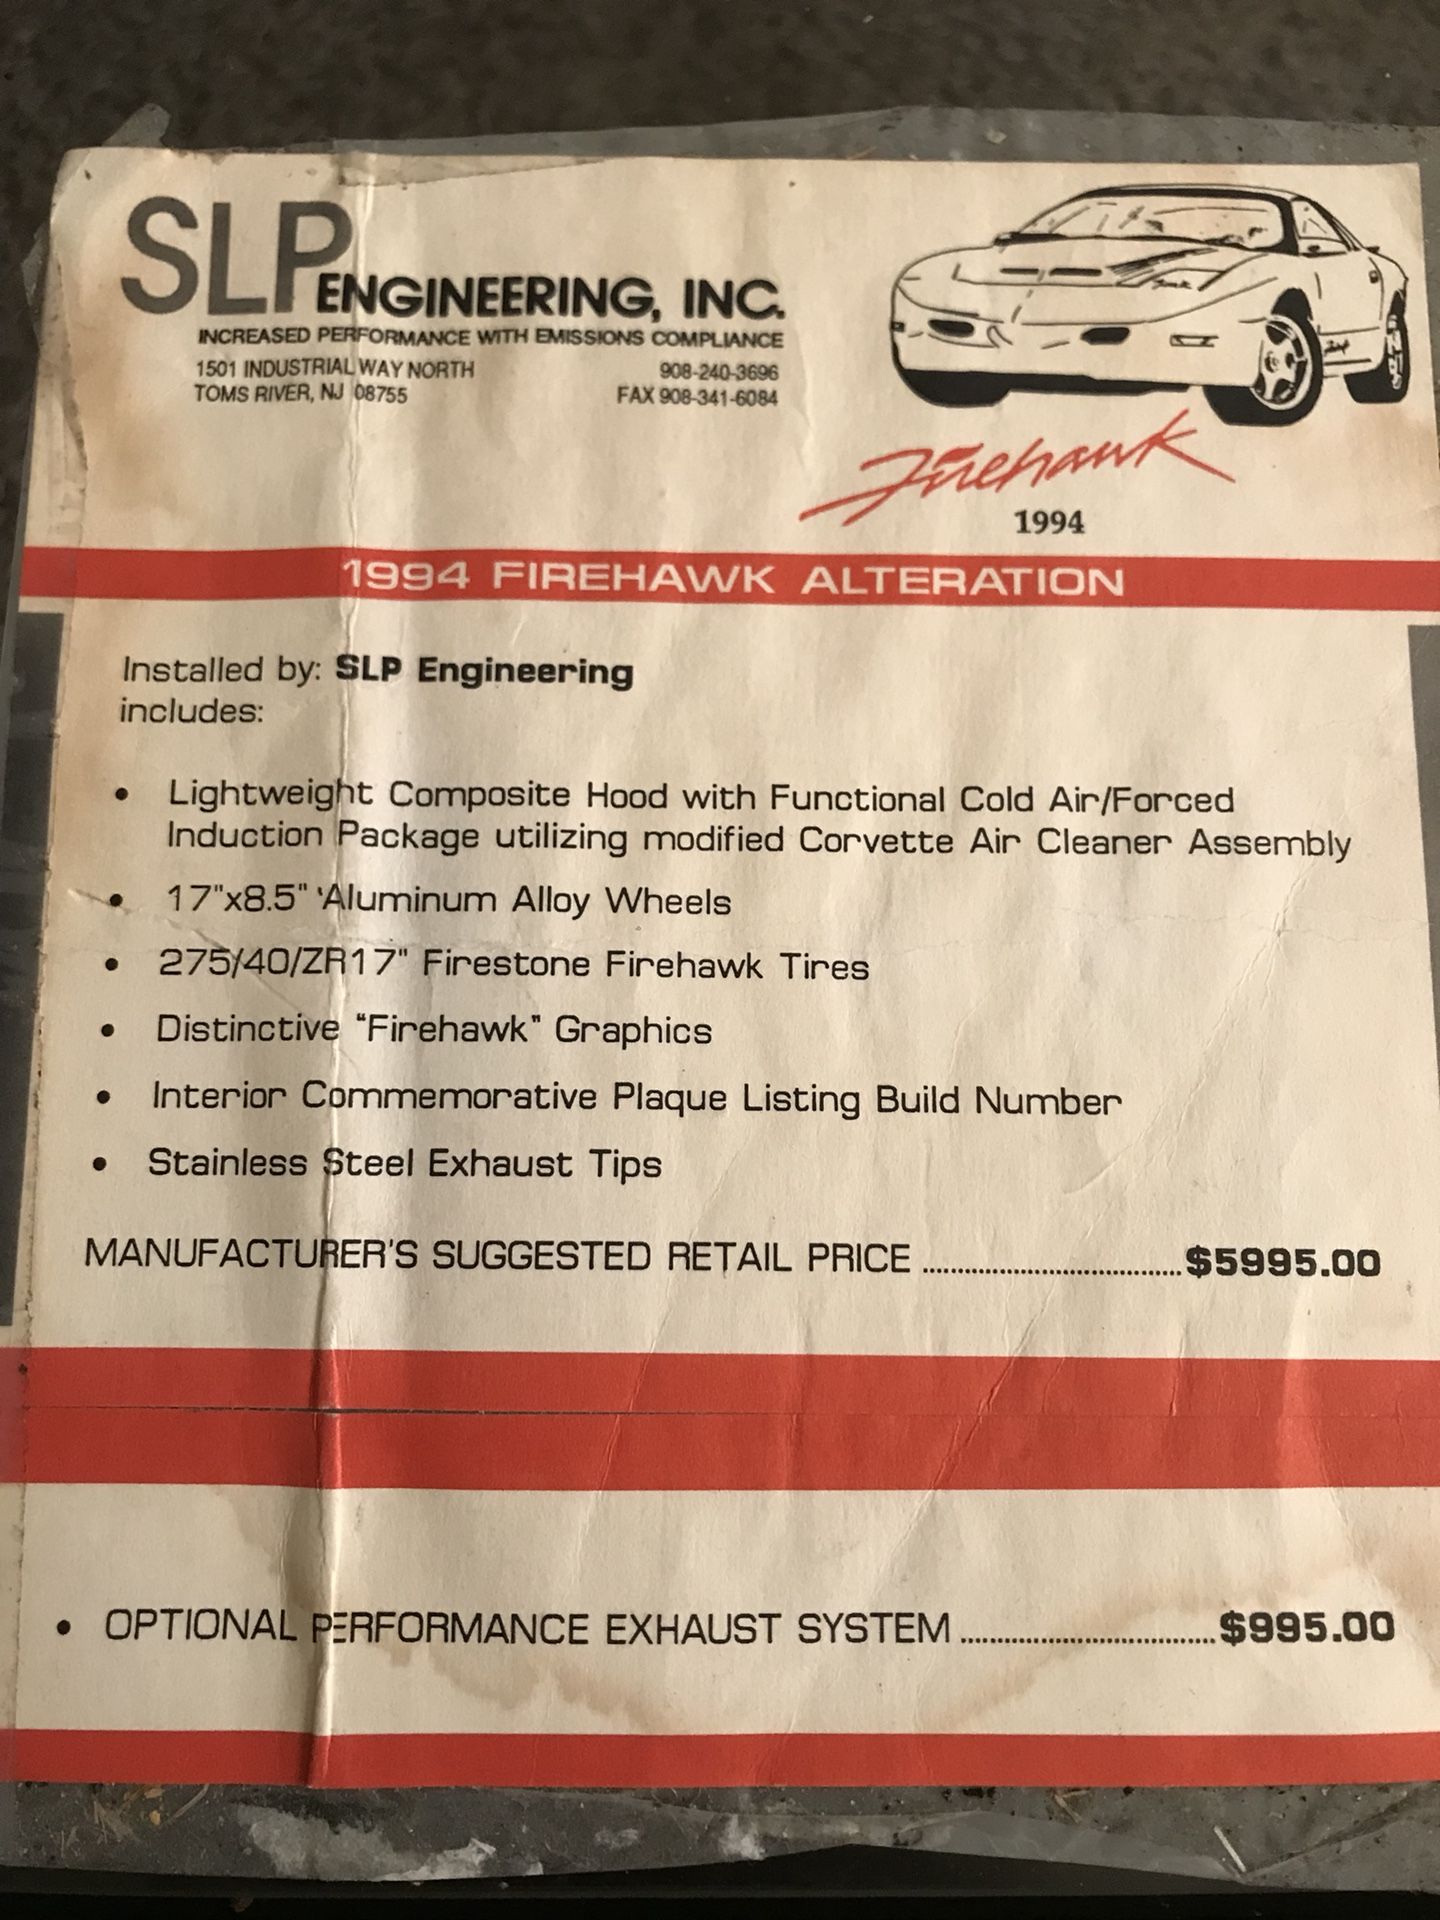 SLP ENGINEERING, INC.
INCREASED PERFORMANCE WITH EMISSIONS COMPLIANCE
1501 INDUSTRIAL WAY NORTH 908-240-3696
TOMS RIVER, NJ 08755 FAX 908-341-6084
Firehawk
1994
1994 FIREHAWK ALTERATION
Installed by: SLP Engineering
includes:
• Lightweight Composite Hood with Functional Cold Air/Forced
Induction Package utilizing modified Corvette Air Cleaner Assembly
• 17"x8.5" 'Aluminum Alloy Wheels
• 275/40/ZR17" Firestone Firehawk Tires
• Distinctive "Firehawk" Graphics
• Interior Commemorative Plaque Listing Build Number
• Stainless Steel Exhaust Tips
MANUFACTURER'S SUGGESTED RETAIL PRICE ................................. $5995.00
• OPTIONAL PERFORMANCE EXHAUST SYSTEM ................................. $995.00